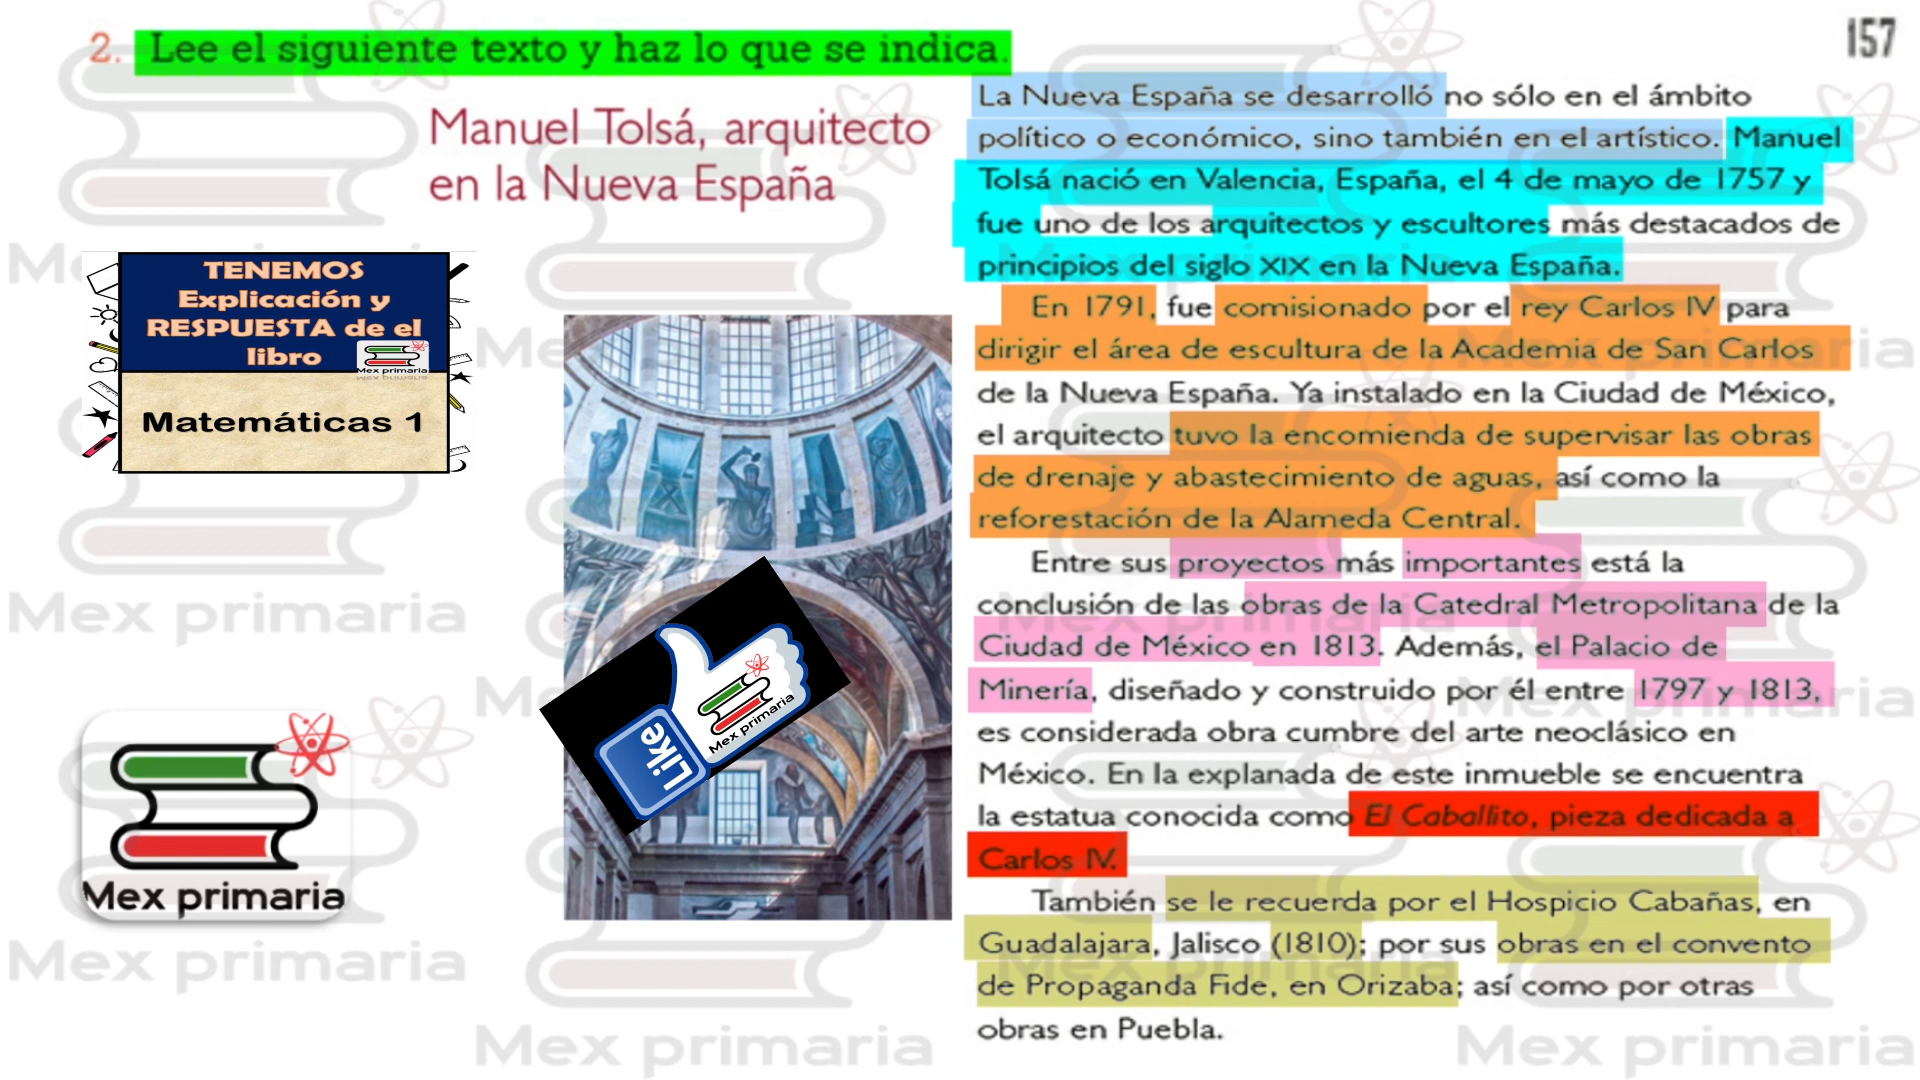 2. Lee el siguiente texto y haz lo que se indica.
157
Manuel Tolsá, arquitecto
en la Nueva España
TENEMOS
Explicación y
RESPUESTA de el
libro
Mex primaria
Matemáticas 1
Like
Mex primaria
Mex primaria
La Nueva España se desarrolló no sólo en el ámbito
político o económico, sino también en el artístico. Manuel
Tolsá nació en Valencia, España, el 4 de mayo de 1757 y
fue uno de los arquitectos y escultores más destacados de
principios del siglo XIX en la Nueva España.
En 1791, fue comisionado por el rey Carlos IV para
dirigir el área de escultura de la Academia de San Carlos
de la Nueva España. Ya instalado en la Ciudad de México,
el arquitecto tuvo la encomienda de supervisar las obras
de drenaje y abastecimiento de aguas, así como la
reforestación de la Alameda Central.
Entre sus proyectos más importantes está la
conclusión de las obras de la Catedral Metropolitana de la
Ciudad de México en 1813. Además, el Palacio de
Minería, diseñado y construido por él entre 1797 y 1813,
es considerada obra cumbre del arte neoclásico en
México. En la explanada de este inmueble se encuentra
la estatua conocida como El Caballito, pieza dedicada a
Carlos IV.
También se le recuerda por el Hospicio Cabañas, en
Guadalajara, Jalisco (1810); por sus obras en el convento
de Propaganda Fide, en Orizaba; así como por otras
obras en Puebla.
Mex primaria
Mex primaria
Mex primaria
Mex primaria